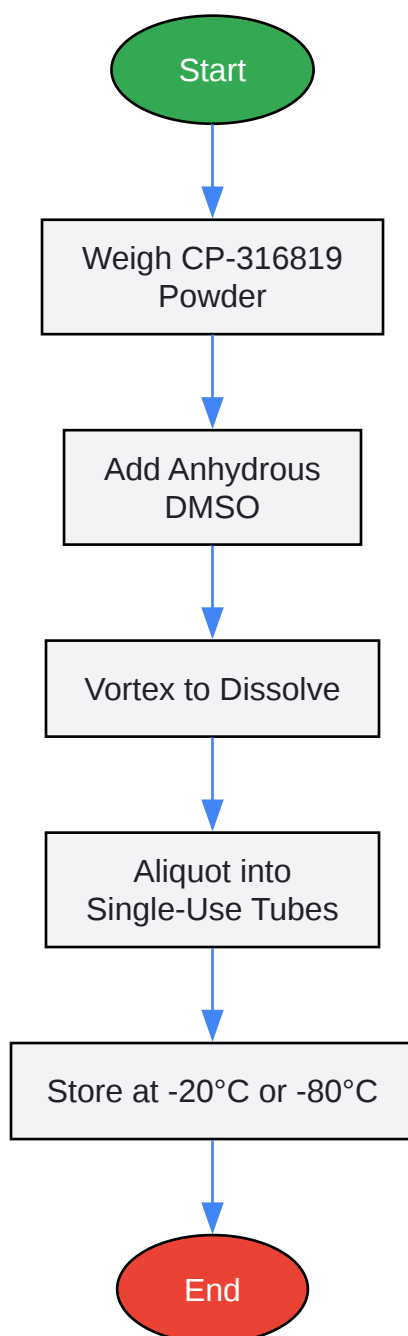 Start
Weigh CP-316819
Powder
Add Anhydrous
DMSO
Vortex to Dissolve
Aliquot into
Single-Use Tubes
Store at -20°C or -80°C
End